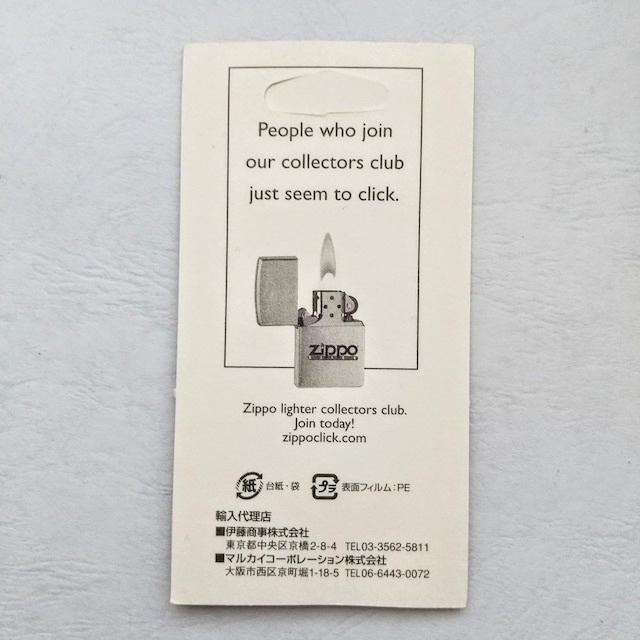 People who join
our collectors club
just seem to click.
zippo
Zippo lighter collectors club.
Join today!
zippoclick.com
紙 台紙・袋 プラ 表面フィルム:PE
輸入代理店
■伊藤商事株式会社
東京都中央区京橋2-8-4 TEL03-3562-5811
■マルカイコーポレーション株式会社
大阪市西区京町堀1-18-5 TEL06-6443-0072